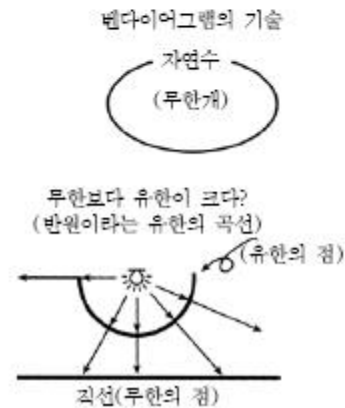 벤다이어그램의 기술
자연수
(무한개)
무한보다 유한이 크다?
(반원이라는 유한의 곡선)
(유한의 점)
직선(무한의 점)